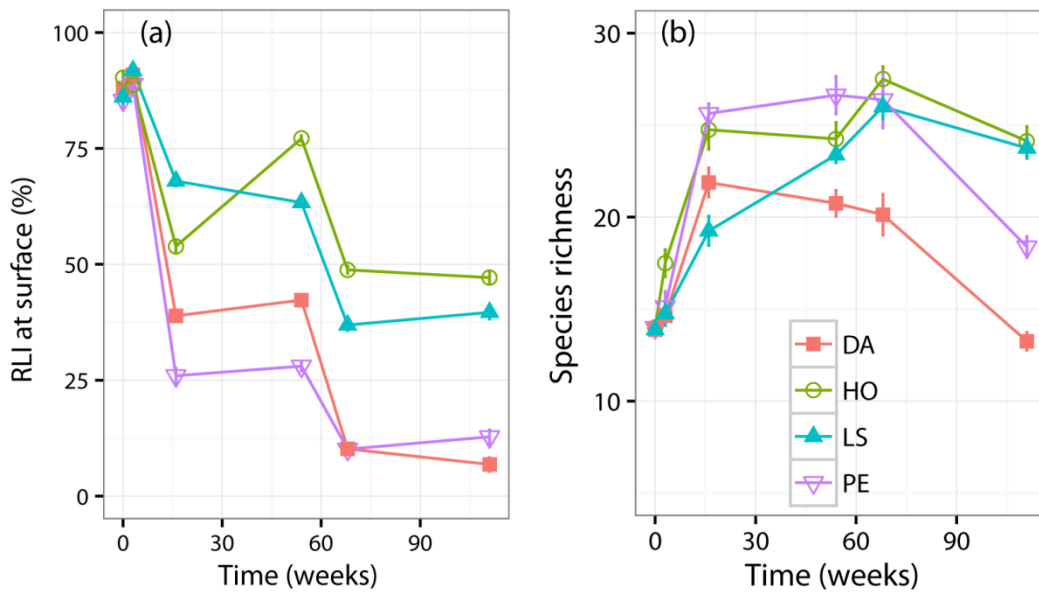 (a)
RLI at surface (%)
100
75
50
25
0
0 30 60 90
Time (weeks)
(b)
Species richness
30
20
10
0 30 60 90
Time (weeks)
DA
HO
LS
PE